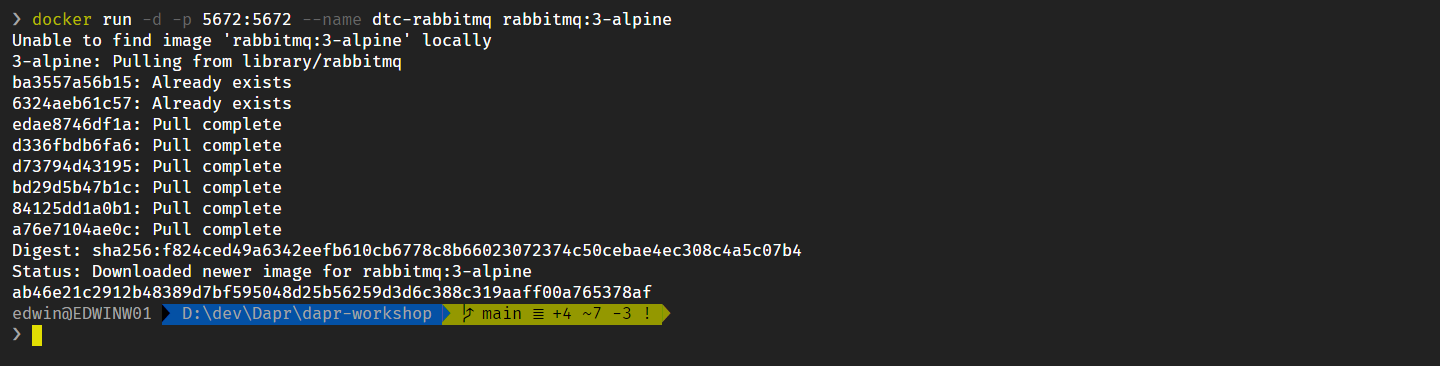 ❯ docker run -d -p 5672:5672 --name dtc-rabbitmq rabbitmq:3-alpine
Unable to find image 'rabbitmq:3-alpine' locally
3-alpine: Pulling from library/rabbitmq
ba3557a56b15: Already exists
6324aeb61c57: Already exists
edae8746df1a: Pull complete
d336fbdb6fa6: Pull complete
d73794d43195: Pull complete
bd29d5b47b1c: Pull complete
84125dd1a0b1: Pull complete
a76e7104ae0c: Pull complete
Digest: sha256:f824ced49a6342eefb610cb6778c8b66023072374c50cebae4ec308c4a5c07b4
Status: Downloaded newer image for rabbitmq:3-alpine
ab46e21c2912b48389d7bf595048d25b56259d3d6c388c319aaff00a765378af
edwin@EDWINW01 D:\dev\Dapr\dapr-workshop main ≡ +4 ~7 -3 !
❯